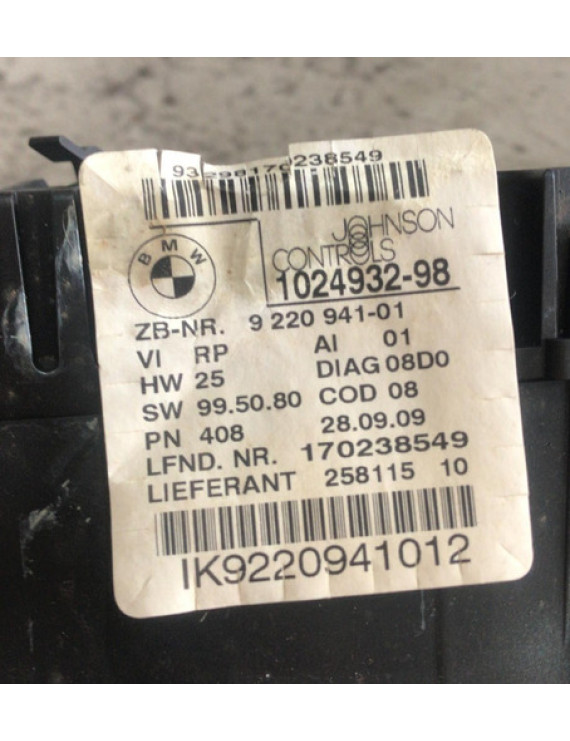 93298170238549
BMW
JOHNSON
CONTROLS
1024932-98
ZB-NR. 9 220 941-01
VI RP AI 01
HW 25 DIAG 08D0
SW 99.50.80 COD 08
PN 408 28.09.09
LFND. NR. 170238549
LIEFERANT 258115 10
IK9220941012